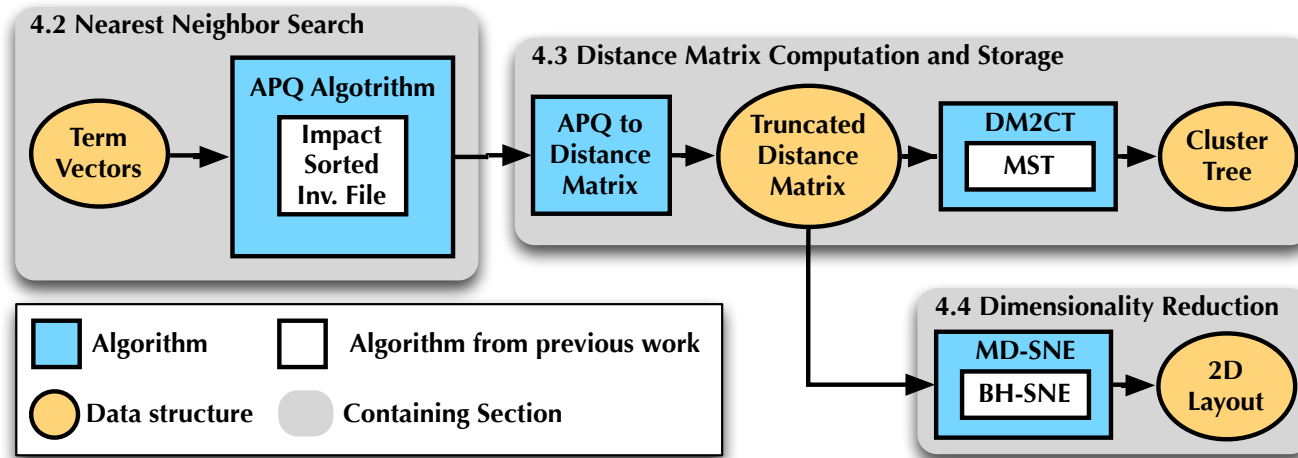 4.2 Nearest Neighbor Search
Term
Vectors
APQ Algotrithm
Impact
Sorted
Inv. File
4.3 Distance Matrix Computation and Storage
APQ to
Distance
Matrix
Truncated
Distance
Matrix
DM2CT
MST
Cluster
Tree
4.4 Dimensionality Reduction
MD-SNE
BH-SNE
2D
Layout
Algorithm
Algorithm from previous work
Data structure
Containing Section